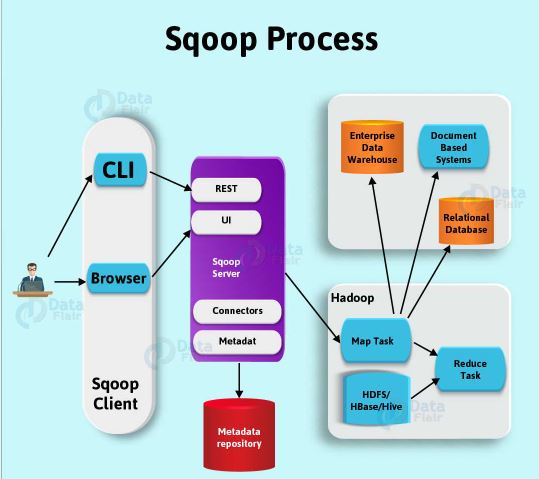 Sqoop Process
Data
Flair
CLI
Browser
Sqoop
Client
Data
Flair
REST
UI
Sqoop
Server
Data
Flair
Connectors
Metadat
Data
Flair
Metadata
repository
Enterprise
Data
Warehouse
Document
Based
Systems
Relational
Database
Data
Flair
Hadoop
Map Task
Reduce
Task
HDFS/
HBase/Hive
Data
Flair